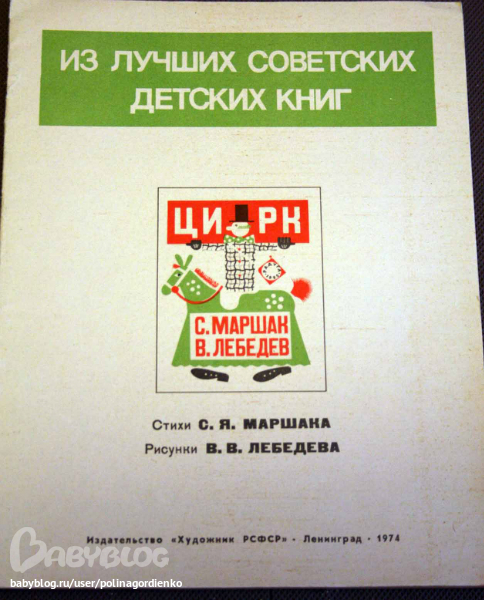 ИЗ ЛУЧШИХ СОВЕТСКИХ
ДЕТСКИХ КНИГ
ЦИРК
С. МАРШАК
В. ЛЕБЕДЕВ
Стихи С. Я. МАРШАКА
Рисунки В. В. ЛЕБЕДЕВА
Издательство «Художник РСФСР» · Ленинград · 1974
BABYBLOG
babyblog.ru/user/polinagordienko